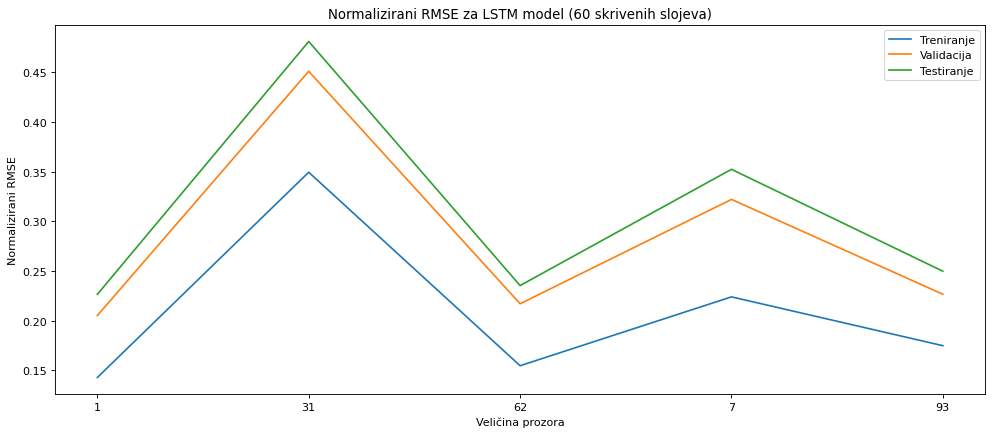 Normalizirani RMSE za LSTM model (60 skrivenih slojeva)
Treniranje
Validacija
Testiranje
Normalizirani RMSE
0.45
0.40
0.35
0.30
0.25
0.20
0.15
1 31 62 7 93
Veličina prozora